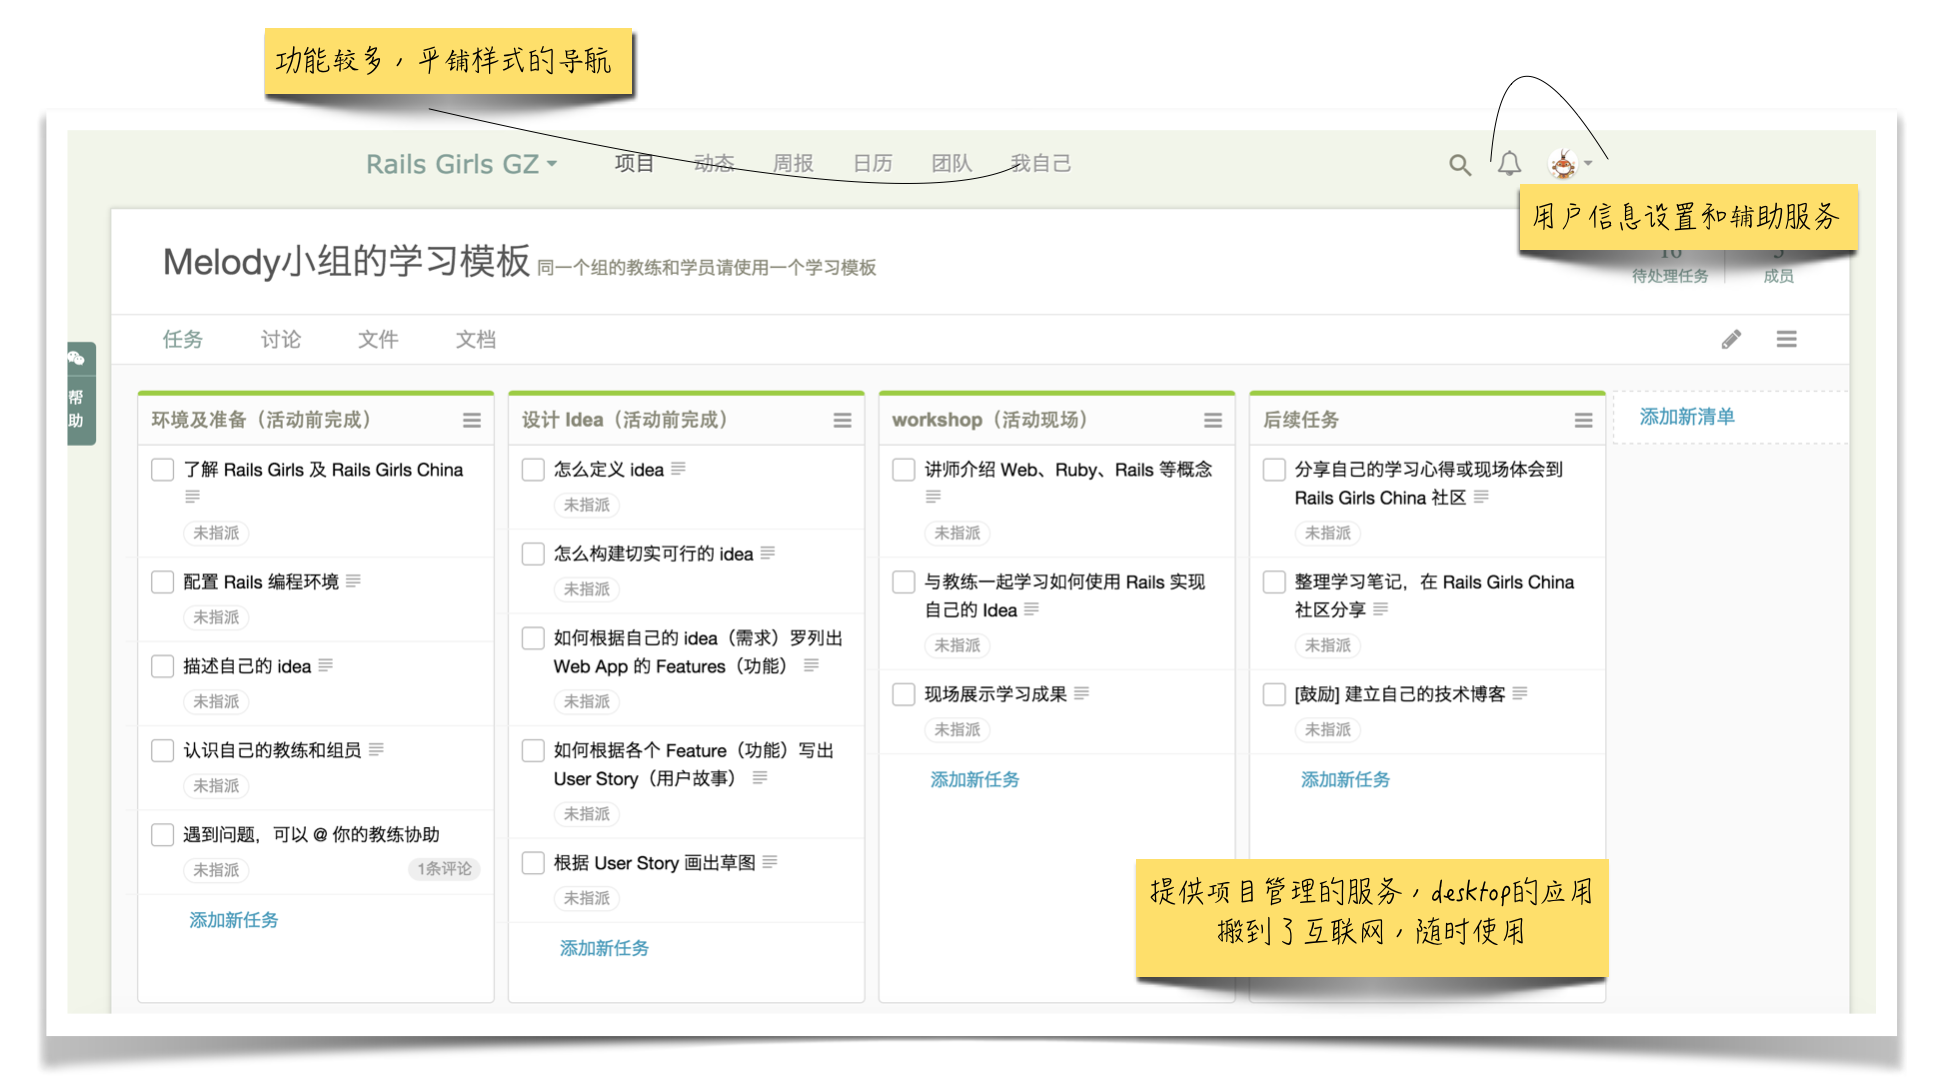 功能较多，平铺样式的导航
Rails Girls GZ 项目 动态 周报 日历 团队 我自己
用户信息设置和辅助服务
Melody小组的学习模板 同一个组的教练和学员请使用一个学习模板
待处理任务 成员
任务 讨论 文件 文档
帮
助
环境及准备（活动前完成）
了解 Rails Girls 及 Rails Girls China
未指派
配置 Rails 编程环境
未指派
描述自己的 idea
未指派
认识自己的教练和组员
未指派
遇到问题，可以 @ 你的教练协助
未指派 1条评论
添加新任务
设计 Idea（活动前完成）
怎么定义 idea
未指派
怎么构建切实可行的 idea
未指派
如何根据自己的 idea（需求）罗列出
Web App 的 Features（功能）
未指派
如何根据各个 Feature（功能）写出
User Story（用户故事）
未指派
根据 User Story 画出草图
未指派
添加新任务
workshop（活动现场）
讲师介绍 Web、Ruby、Rails 等概念
未指派
与教练一起学习如何使用 Rails 实现
自己的 Idea
未指派
现场展示学习成果
未指派
添加新任务
后续任务
分享自己的学习心得或现场体会到
Rails Girls China 社区
未指派
整理学习笔记，在 Rails Girls China
社区分享
未指派
[鼓励] 建立自己的技术博客
未指派
添加新任务
添加新清单
提供项目管理的服务，desktop的应用
搬到了互联网，随时使用